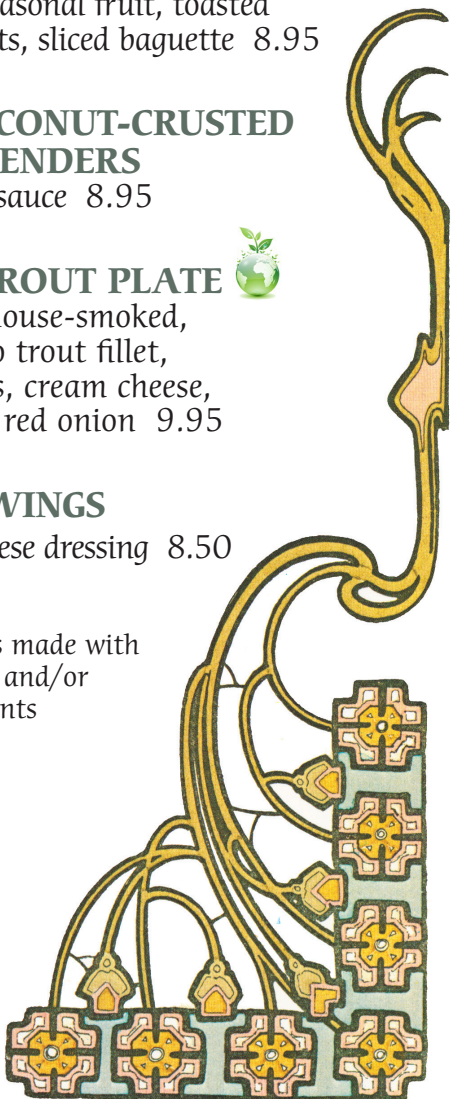 asonal fruit, toasted
ts, sliced baguette 8.95
CONUT-CRUSTED
ENDERS
sauce 8.95
ROUT PLATE
house-smoked,
trout fillet,
s, cream cheese,
red onion 9.95
WINGS
ese dressing 8.50
s made with
and/or
nts